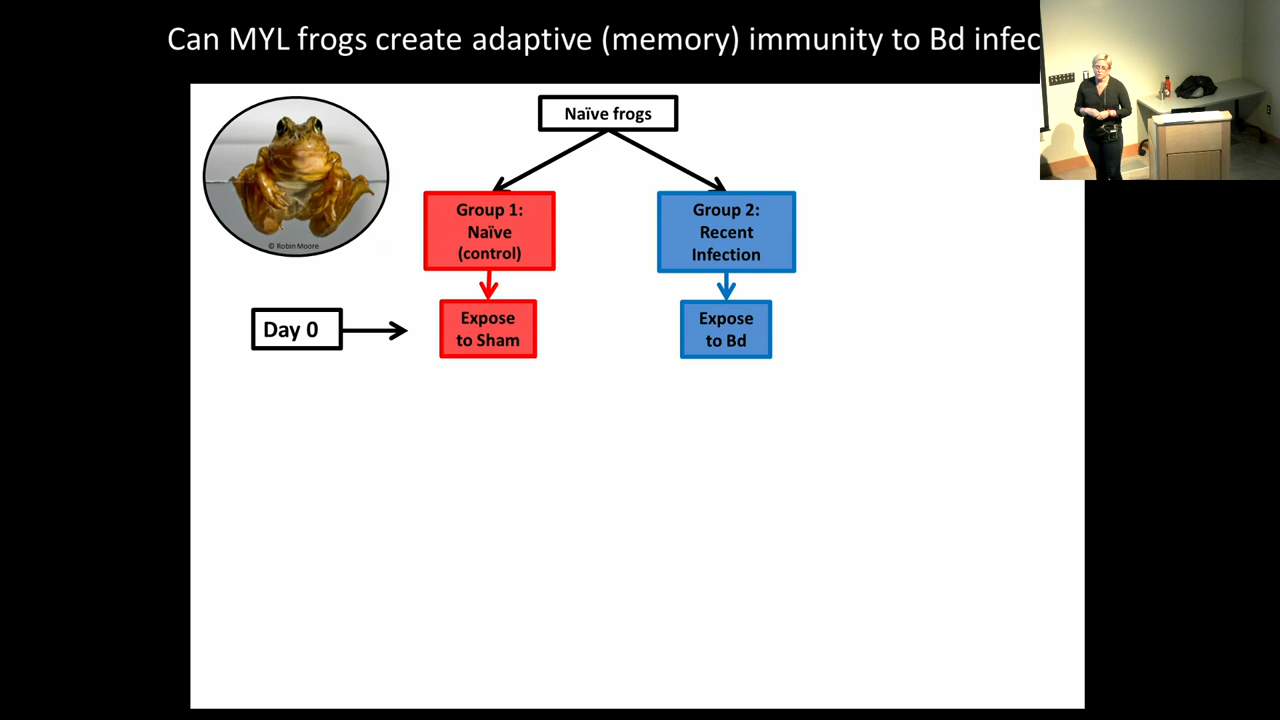 Can MYL frogs create adaptive (memory) immunity to Bd infec
Naïve frogs
Group 1:
Naïve
(control)
Group 2:
Recent
Infection
© Robin Moore
Day 0
Expose
to Sham
Expose
to Bd